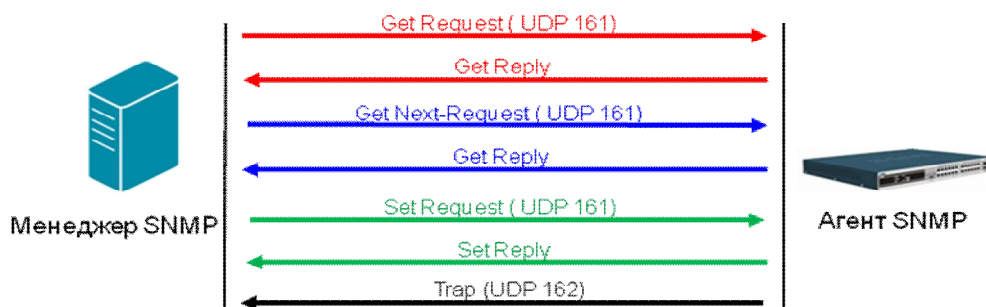 Get Request ( UDP 161)
Get Reply
Get Next-Request ( UDP 161)
Get Reply
Менеджер SNMP
Set Request ( UDP 161)
Агент SNMP
Set Reply
Trap (UDP 162)